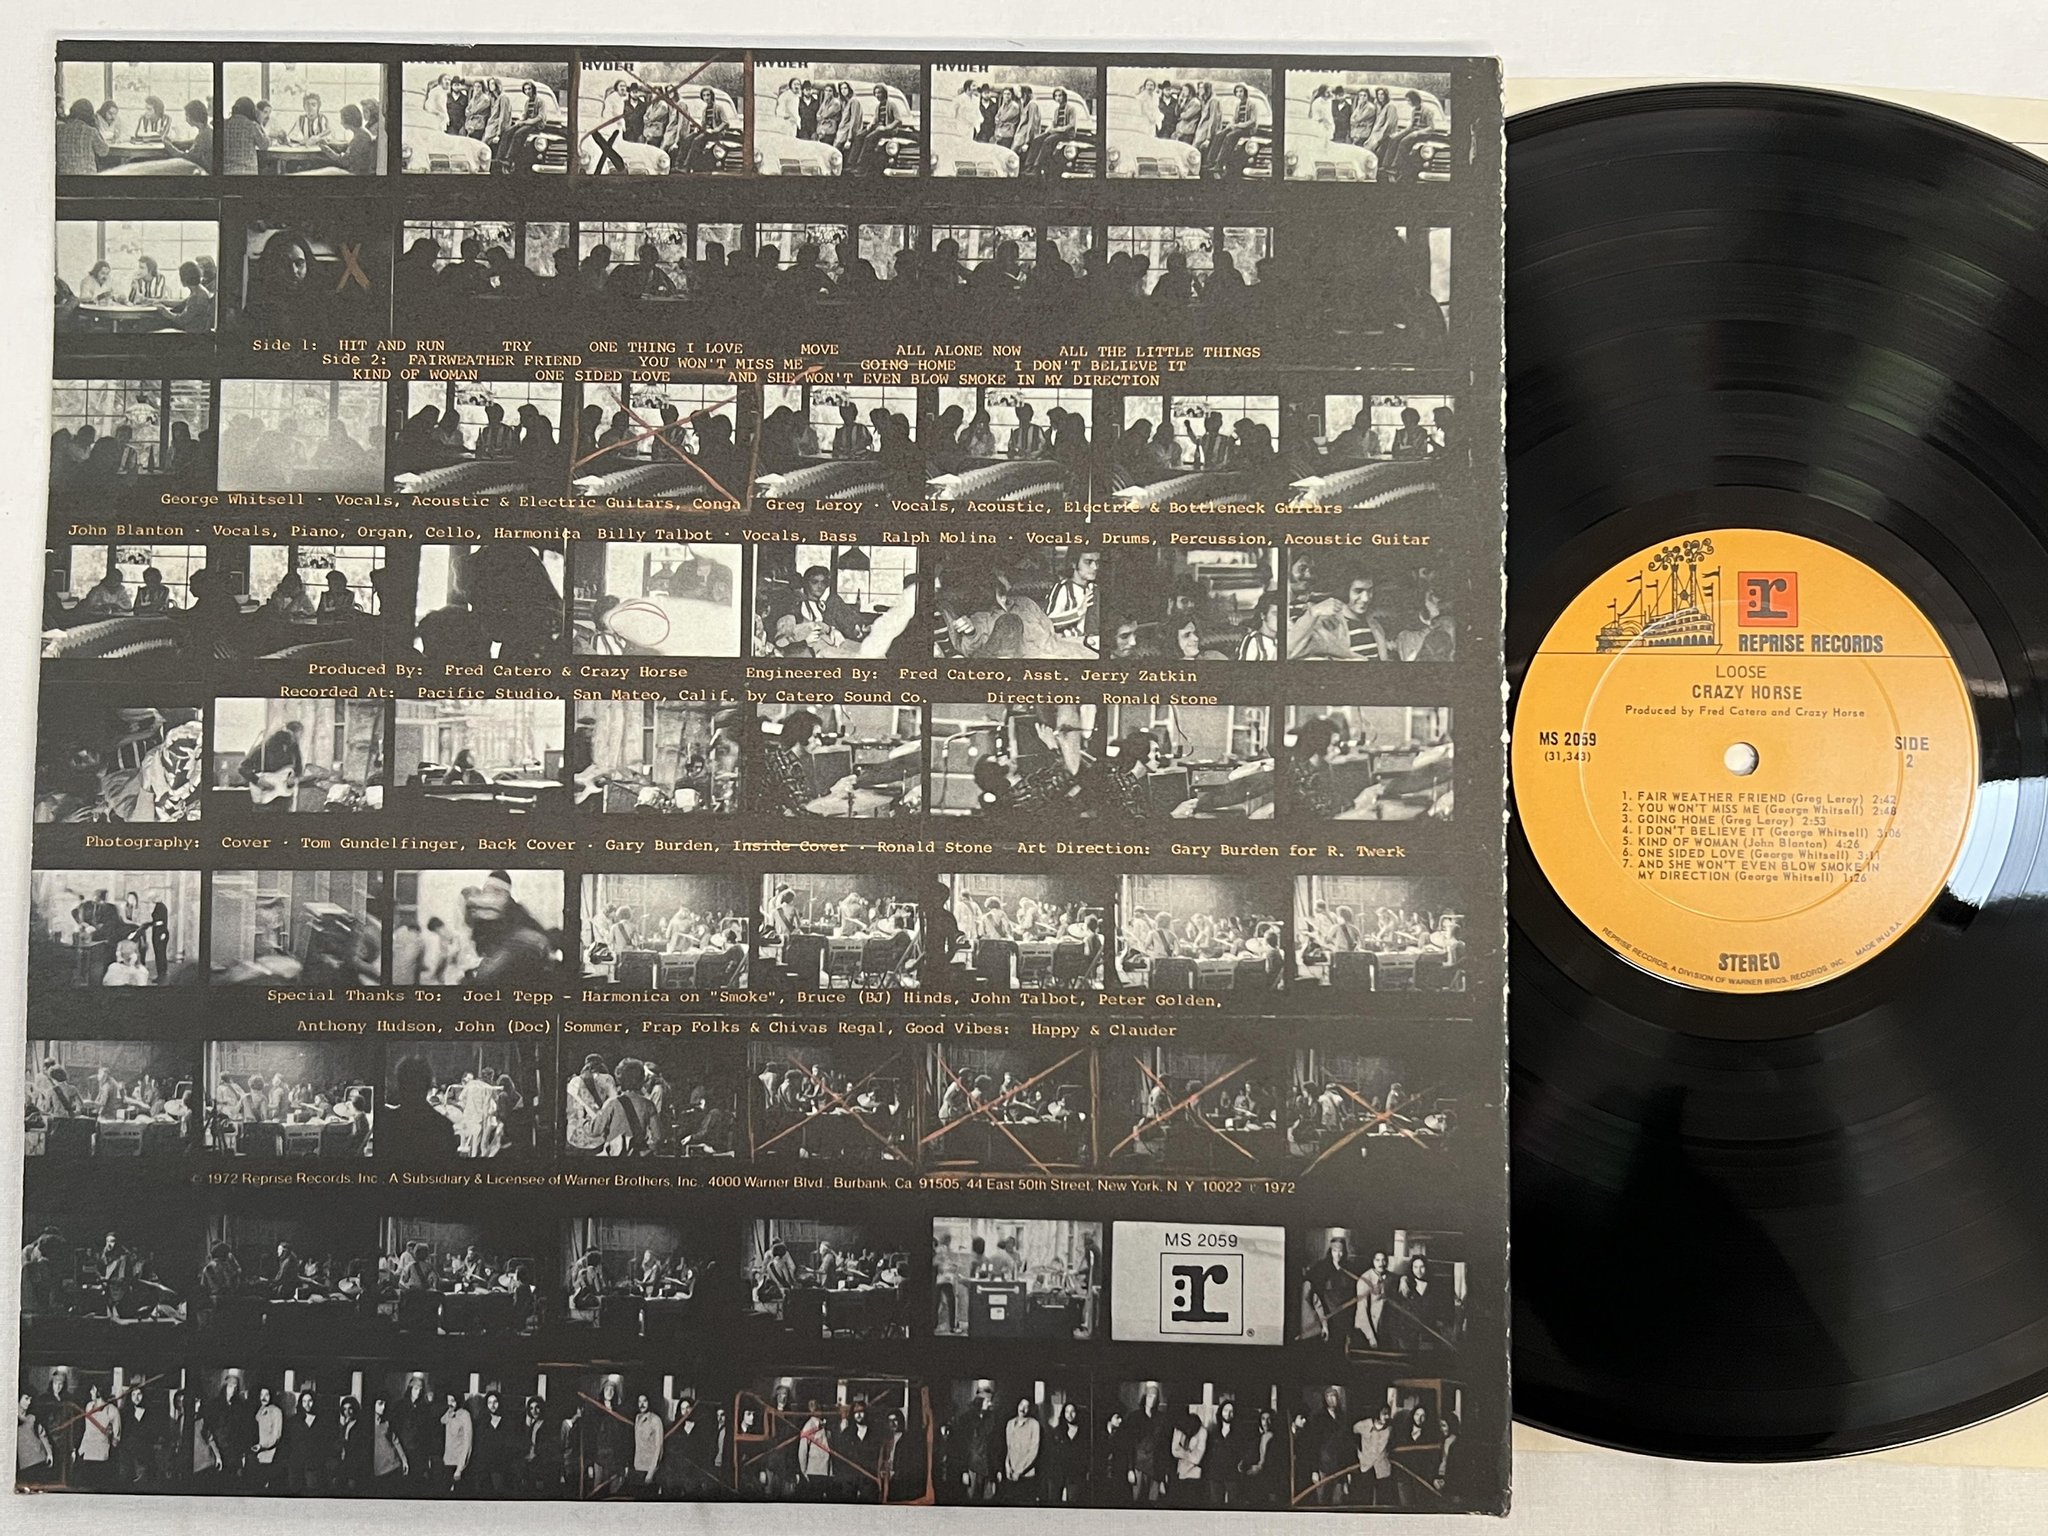 RYDER
RYDER
RYDER
RYDER
RYDER
Side 1: HIT AND RUN TRY ONE THING I LOVE MOVE ALL ALONE NOW ALL THE LITTLE THINGS
Side 2: FAIRWEATHER FRIEND YOU WON'T MISS ME GOING HOME I DON'T BELIEVE IT
KIND OF WOMAN ONE SIDED LOVE AND SHE WON'T EVEN BLOW SMOKE IN MY DIRECTION
George Whitsell · Vocals, Acoustic & Electric Guitars, Conga Greg Leroy · Vocals, Acoustic, Electric & Bottleneck Guitars
John Blanton · Vocals, Piano, Organ, Cello, Harmonica Billy Talbot · Vocals, Bass Ralph Molina · Vocals, Drums, Percussion, Acoustic Guitar
Produced By: Fred Catero & Crazy Horse Engineered By: Fred Catero, Asst. Jerry Zatkin
Recorded At: Pacific Studio, San Mateo, Calif. by Catero Sound Co. Direction: Ronald Stone
Photography: Cover · Tom Gundelfinger, Back Cover · Gary Burden, Inside Cover · Ronald Stone Art Direction: Gary Burden for R. Twerk
Special Thanks To: Joel Tepp - Harmonica on "Smoke", Bruce (BJ) Hinds, John Talbot, Peter Golden,
Anthony Hudson, John (Doc) Sommer, Frap Folks & Chivas Regal, Good Vibes: Happy & Clauder
© 1972 Reprise Records, Inc., A Subsidiary & Licensee of Warner Brothers, Inc., 4000 Warner Blvd., Burbank, Ca. 91505, 44 East 50th Street, New York, N. Y. 10022 ℗ 1972
MS 2059
r
®
r
REPRISE RECORDS
LOOSE
CRAZY HORSE
Produced by Fred Catero and Crazy Horse
MS 2059
(31,343)
SIDE
2
1. FAIR WEATHER FRIEND (Greg Leroy) 2:42
2. YOU WON'T MISS ME (George Whitsell) 2:48
3. GOING HOME (Greg Leroy) 2:53
4. I DON'T BELIEVE IT (George Whitsell) 3:06
5. KIND OF WOMAN (John Blanton) 4:26
6. ONE SIDED LOVE (George Whitsell) 3:11
7. AND SHE WON'T EVEN BLOW SMOKE IN
MY DIRECTION (George Whitsell) 1:26
STEREO
REPRISE RECORDS, A DIVISION OF WARNER BROS. RECORDS INC. MADE IN U.S.A.